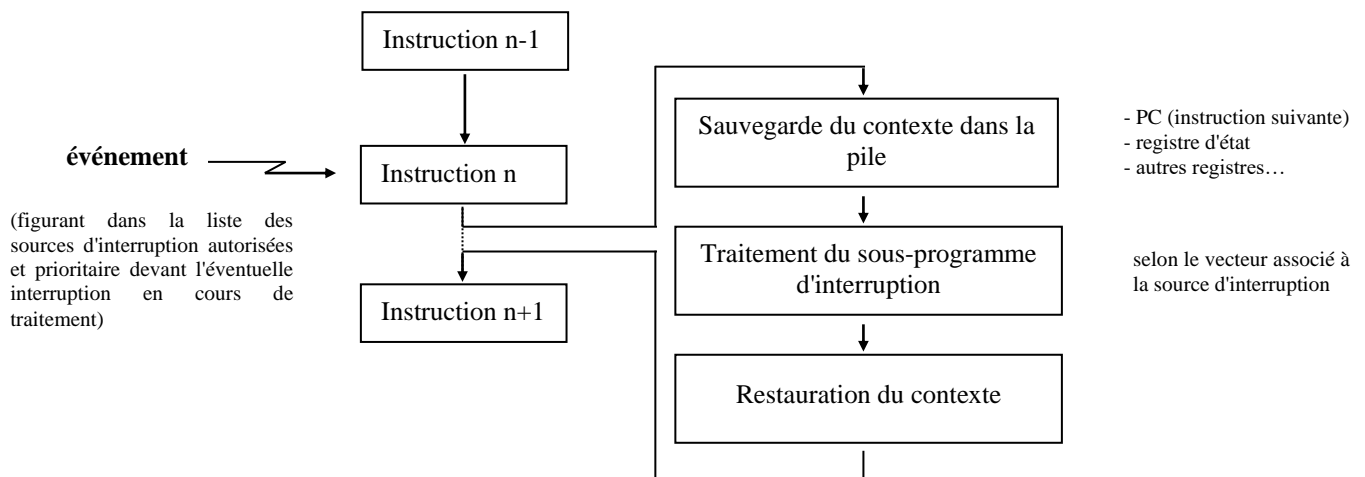 Instruction n-1
Sauvegarde du contexte dans la
pile
- PC (instruction suivante)
- registre d'état
- autres registres…
événement
Instruction n
(figurant dans la liste des
sources d'interruption autorisées
et prioritaire devant l'éventuelle
interruption en cours de
traitement)
Traitement du sous-programme
d'interruption
selon le vecteur associé à
la source d'interruption
Instruction n+1
Restauration du contexte